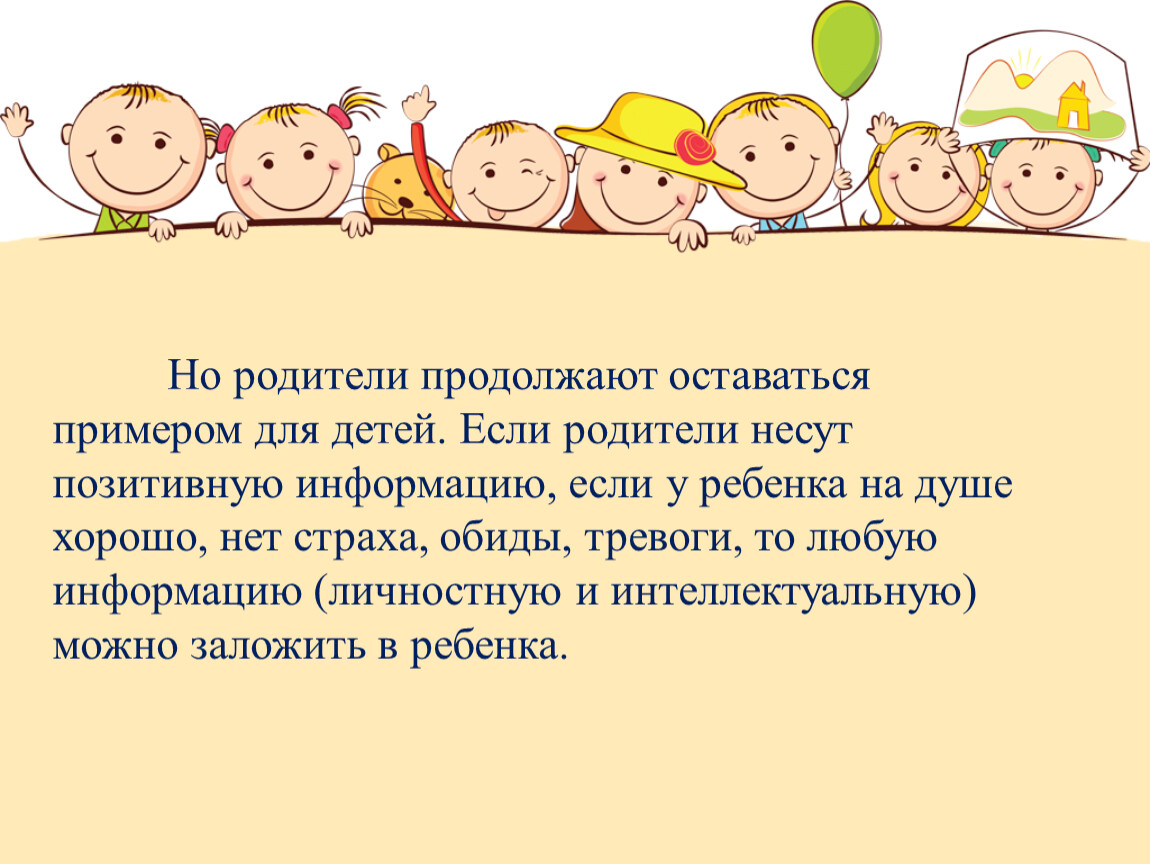 Но родители продолжают оставаться
примером для детей. Если родители несут
позитивную информацию, если у ребенка на душе
хорошо, нет страха, обиды, тревоги, то любую
информацию (личностную и интеллектуальную)
можно заложить в ребенка.